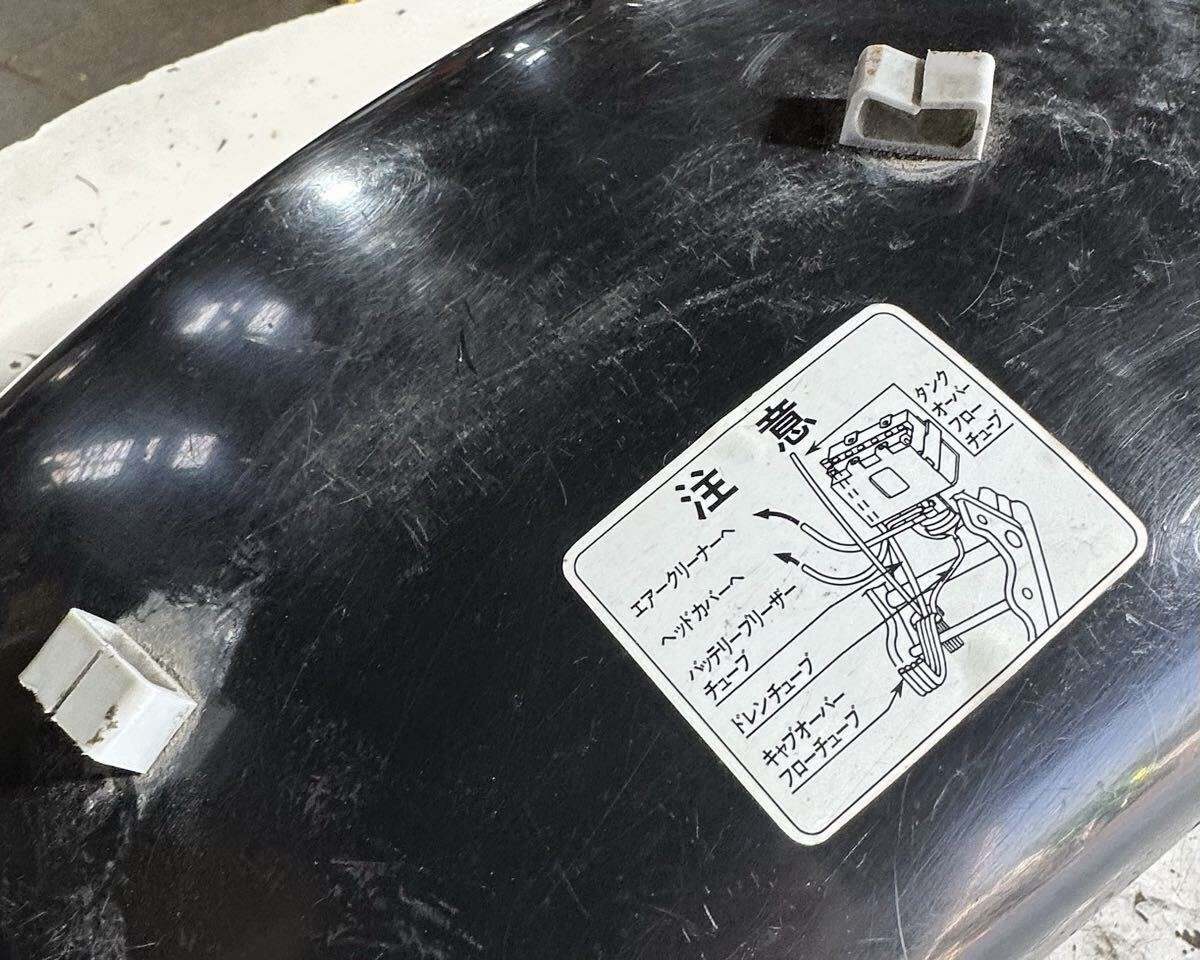 注意
エアークリーナーへ
ヘッドカバーへ
バッテリーブリーザー
チューブ
ドレンチューブ
キャブオーバー
フローチューブ
タンク
オーバー
フロー
チューブ